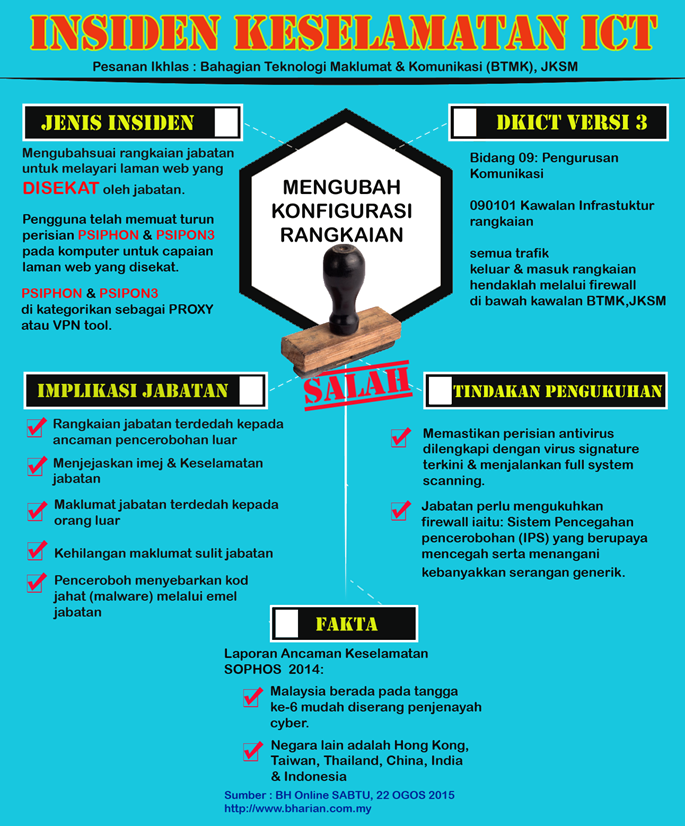 INSIDEN KESELAMATAN ICT
Pesanan Ikhlas : Bahagian Teknologi Maklumat & Komunikasi (BTMK), JKSM
JENIS INSIDEN
Mengubahsuai rangkaian jabatan
untuk melayari laman web yang
DISEKAT oleh jabatan.
Pengguna telah memuat turun
perisian PSIPHON & PSIPON3
pada komputer untuk capaian
laman web yang disekat.
PSIPHON & PSIPON3
di kategorikan sebagai PROXY
atau VPN tool.
MENGUBAH
KONFIGURASI
RANGKAIAN
SALAH
DKICT VERSI 3
Bidang 09: Pengurusan
Komunikasi
090101 Kawalan Infrastuktur
rangkaian
semua trafik
keluar & masuk rangkaian
hendaklah melalui firewall
di bawah kawalan BTMK,JKSM
IMPLIKASI JABATAN
Rangkaian jabatan terdedah kepada
ancaman pencerobohan luar
Menjejaskan imej & Keselamatan
jabatan
Maklumat jabatan terdedah kepada
orang luar
Kehilangan maklumat sulit jabatan
Penceroboh menyebarkan kod
jahat (malware) melalui emel
jabatan
TINDAKAN PENGUKUHAN
Memastikan perisian antivirus
dilengkapi dengan virus signature
terkini & menjalankan full system
scanning.
Jabatan perlu mengukuhkan
firewall iaitu: Sistem Pencegahan
pencerobohan (IPS) yang berupaya
mencegah serta menangani
kebanyakkan serangan generik.
FAKTA
Laporan Ancaman Keselamatan
SOPHOS 2014:
Malaysia berada pada tangga
ke-6 mudah diserang penjenayah
cyber.
Negara lain adalah Hong Kong,
Taiwan, Thailand, China, India
& Indonesia
Sumber : BH Online SABTU, 22 OGOS 2015
http://www.bharian.com.my